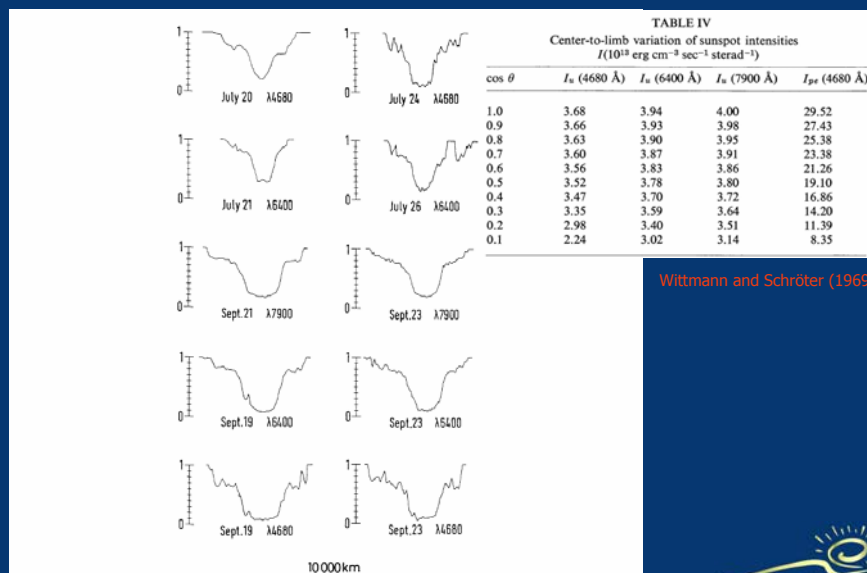 TABLE IV
Center-to-limb variation of sunspot intensities
I(10¹³ erg cm⁻³ sec⁻¹ sterad⁻¹)
cos θ Iᵤ (4680 Å) Iᵤ (6400 Å) Iᵤ (7900 Å) Iₚₑ (4680 Å)
1.0 3.68 3.94 4.00 29.52
0.9 3.66 3.93 3.98 27.43
0.8 3.63 3.90 3.95 25.38
0.7 3.60 3.87 3.91 23.38
0.6 3.56 3.83 3.86 21.26
0.5 3.52 3.78 3.80 19.10
0.4 3.47 3.70 3.72 16.86
0.3 3.35 3.59 3.64 14.20
0.2 2.98 3.40 3.51 11.39
0.1 2.24 3.02 3.14 8.35
Wittmann and Schröter (1969
1 1
0 0
July 20 λ4680 July 24 λ4680
1 1
0 0
July 21 λ6400 July 26 λ6400
1 1
0 0
Sept.21 λ7900 Sept.23 λ7900
1 1
0 0
Sept.19 λ6400 Sept.23 λ6400
1 1
0 0
Sept.19 λ4680 Sept.23 λ4680
10 000 km